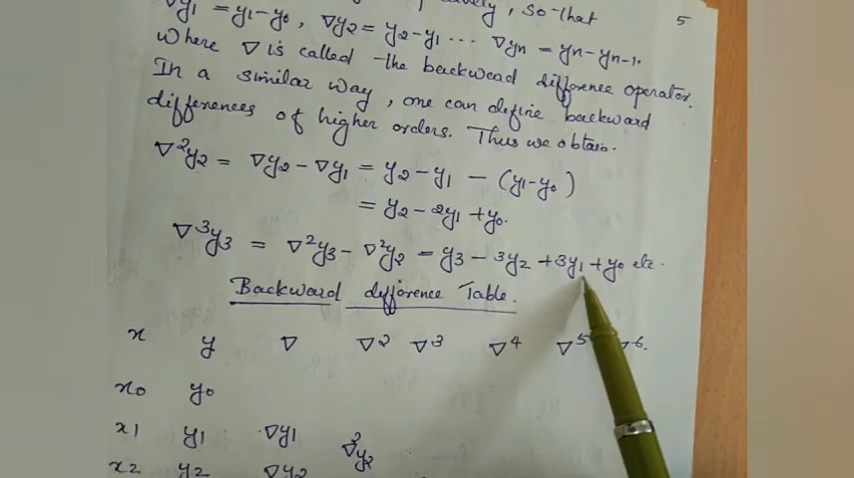 , so that
5
∇y1 = y1-y0, ∇y2 = y2-y1 ... ∇yn = yn-yn-1.
Where ∇ is called the backwead difference operator.
In a similar way, one can define backward
differences of higher orders. Thus we obtain.
∇²y2 = ∇y2 - ∇y1 = y2-y1 - (y1-y0)
= y2 - 2y1 + y0.
∇³y3 = ∇²y3 - ∇²y2 = y3 - 3y2 + 3y1 + y0 etc.
Backward difference Table.
x y ∇ ∇2 ∇3 ∇4 ∇5 ∇6.
x0 y0
x1 y1 ∇y1
∇²y2
x2 y2 ∇y2